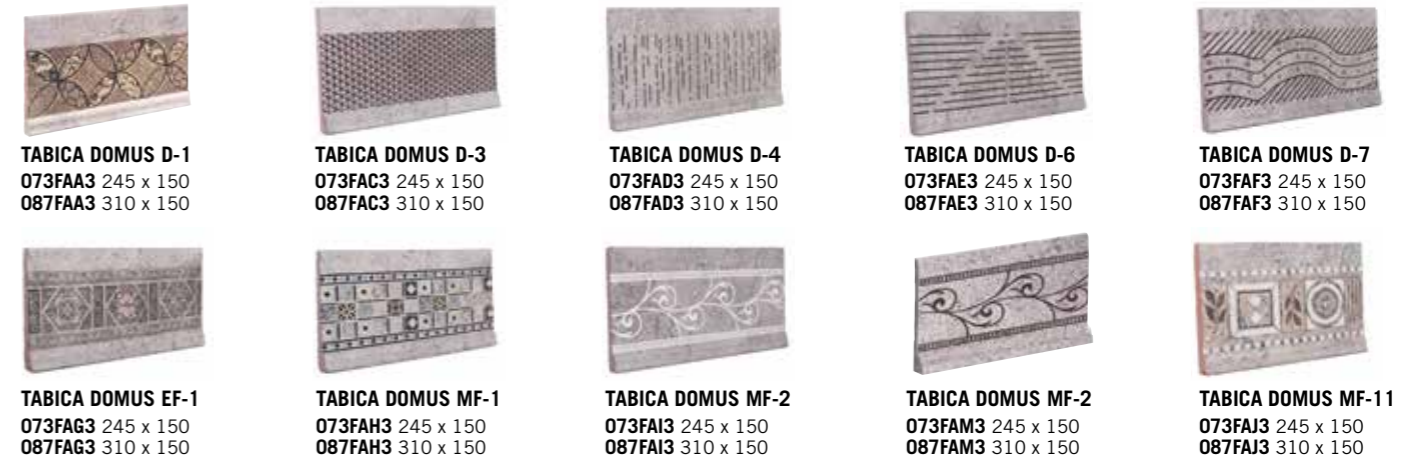 TABICA DOMUS D-1
073FAA3 245 x 150
087FAA3 310 x 150
TABICA DOMUS D-3
073FAC3 245 x 150
087FAC3 310 x 150
TABICA DOMUS D-4
073FAD3 245 x 150
087FAD3 310 x 150
TABICA DOMUS D-6
073FAE3 245 x 150
087FAE3 310 x 150
TABICA DOMUS D-7
073FAF3 245 x 150
087FAF3 310 x 150
TABICA DOMUS EF-1
073FAG3 245 x 150
087FAG3 310 x 150
TABICA DOMUS MF-1
073FAH3 245 x 150
087FAH3 310 x 150
TABICA DOMUS MF-2
073FAI3 245 x 150
087FAI3 310 x 150
TABICA DOMUS MF-2
073FAM3 245 x 150
087FAM3 310 x 150
TABICA DOMUS MF-11
073FAJ3 245 x 150
087FAJ3 310 x 150